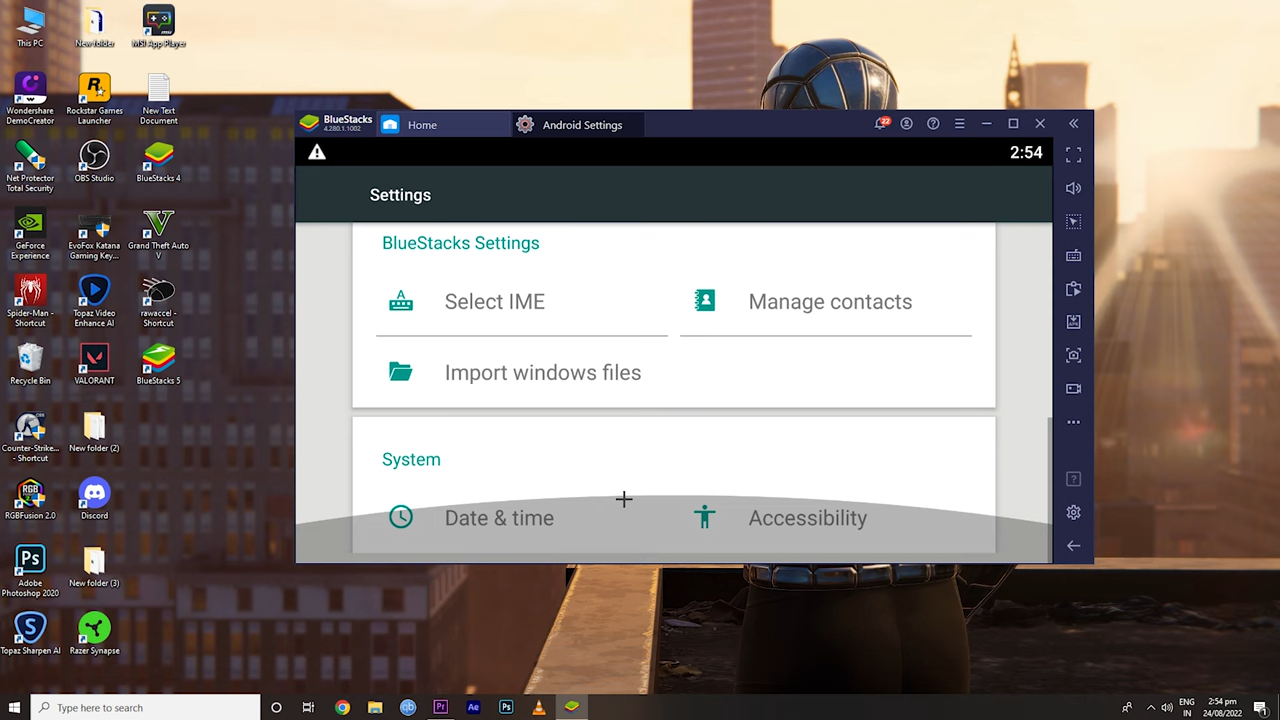 This PC
New folder
MSI App Player
Wondershare
DemoCreator
Rockstar Games
Launcher
New Text
Document
Net Protector
Total Security
OBS Studio
BlueStacks 4
GeForce
Experience
EvoFox Katana
Gaming Key...
Grand Theft Auto
V
Spider-Man -
Shortcut
Topaz Video
Enhance AI
rawaccel -
Shortcut
Recycle Bin
VALORANT
BlueStacks 5
Counter-Strike...
- Shortcut
New folder (2)
RGBFusion 2.0
Discord
Adobe
Photoshop 2020
New folder (3)
Topaz Sharpen AI
Razer Synapse
BlueStacks
4.280.1.1002
Home
Android Settings
22
2:54
Settings
BlueStacks Settings
Select IME
Manage contacts
Import windows files
System
Date & time
Accessibility
Type here to search
ENG
IN
2:54 pm
24/08/2022